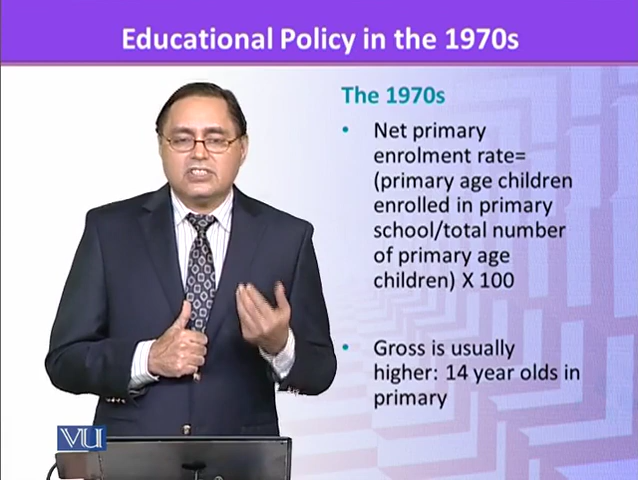 Educational Policy in the 1970s
The 1970s
• Net primary
enrolment rate=
(primary age children
enrolled in primary
school/total number
of primary age
children) X 100
• Gross is usually
higher: 14 year olds in
primary
VU